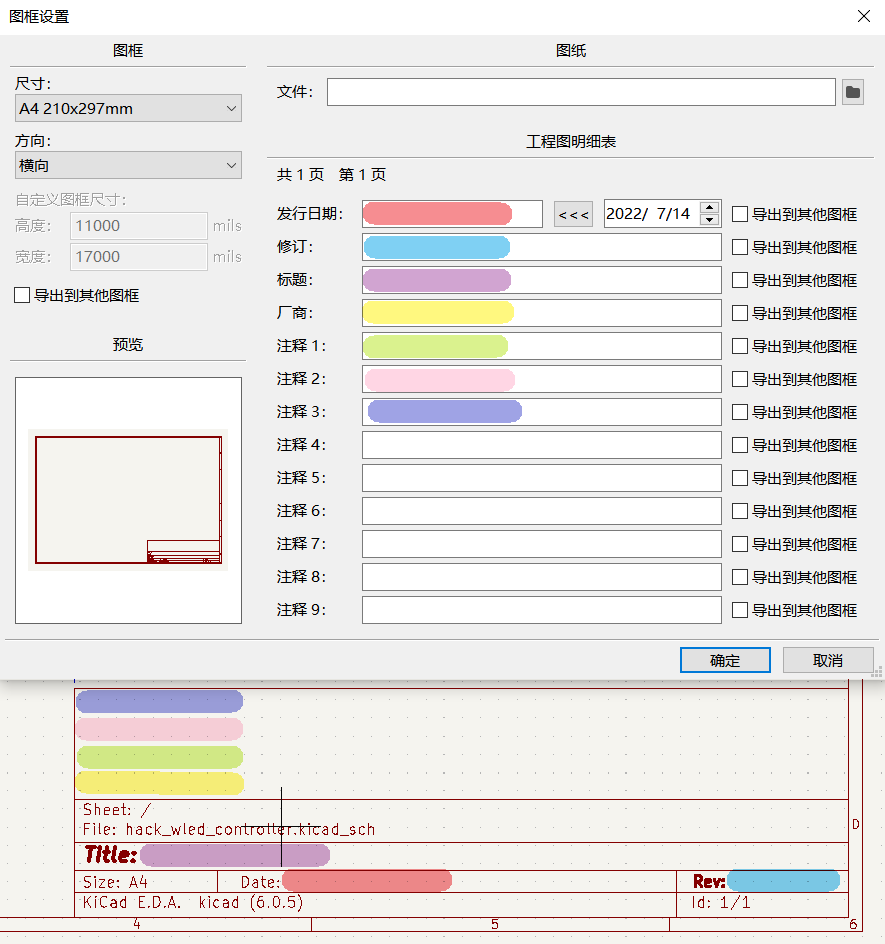 图框设置
图框
尺寸:
A4 210x297mm
方向:
横向
自定义图框尺寸:
高度: 11000 mils
宽度: 17000 mils
导出到其他图框
预览
图纸
文件:
工程图明细表
共 1 页 第 1 页
发行日期: <<< 2022/ 7/14 导出到其他图框
修订: 导出到其他图框
标题: 导出到其他图框
厂商: 导出到其他图框
注释 1: 导出到其他图框
注释 2: 导出到其他图框
注释 3: 导出到其他图框
注释 4: 导出到其他图框
注释 5: 导出到其他图框
注释 6: 导出到其他图框
注释 7: 导出到其他图框
注释 8: 导出到其他图框
注释 9: 导出到其他图框
确定 取消
Sheet: /
File: hack_wled_controller.kicad_sch
D
Title:
Size: A4 Date: Rev:
KiCad E.D.A. kicad (6.0.5) Id: 1/1
4 5 6